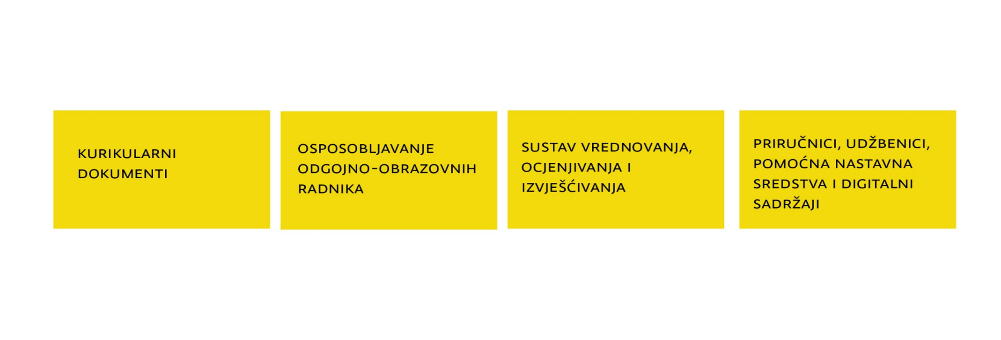 KURIKULARNI
DOKUMENTI
OSPOSOBLJAVANJE
ODGOJNO-OBRAZOVNIH
RADNIKA
SUSTAV VREDNOVANJA,
OCJENJIVANJA I
IZVJEŠĆIVANJA
PRIRUČNICI, UDŽBENICI,
POMOĆNA NASTAVNA
SREDSTVA I DIGITALNI
SADRŽAJI